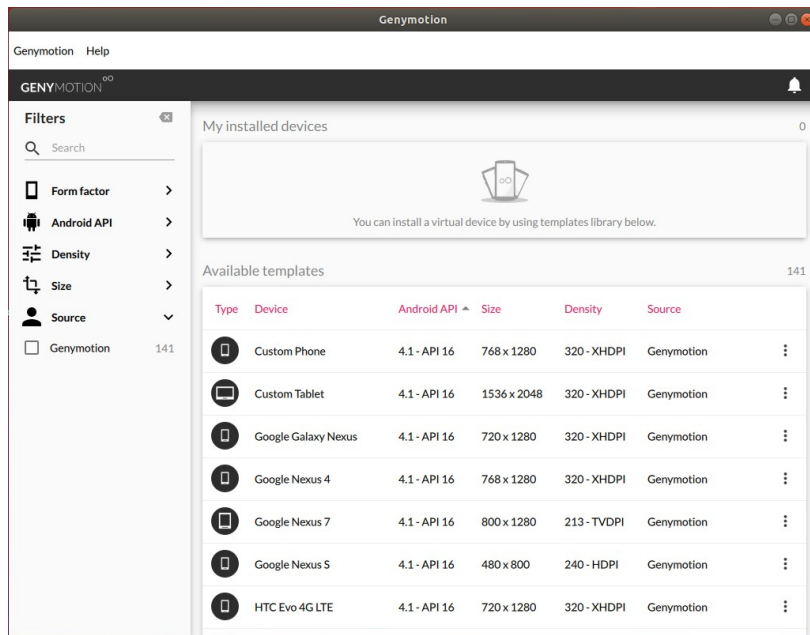 Genymotion
Genymotion Help
GENYMOTION
Filters
Search
Form factor
Android API
Density
Size
Source
Genymotion 141
My installed devices 0
You can install a virtual device by using templates library below.
Available templates 141
Type Device Android API Size Density Source
Custom Phone 4.1 - API 16 768 x 1280 320 - XHDPI Genymotion
Custom Tablet 4.1 - API 16 1536 x 2048 320 - XHDPI Genymotion
Google Galaxy Nexus 4.1 - API 16 720 x 1280 320 - XHDPI Genymotion
Google Nexus 4 4.1 - API 16 768 x 1280 320 - XHDPI Genymotion
Google Nexus 7 4.1 - API 16 800 x 1280 213 - TVDPI Genymotion
Google Nexus S 4.1 - API 16 480 x 800 240 - HDPI Genymotion
HTC Evo 4G LTE 4.1 - API 16 720 x 1280 320 - XHDPI Genymotion